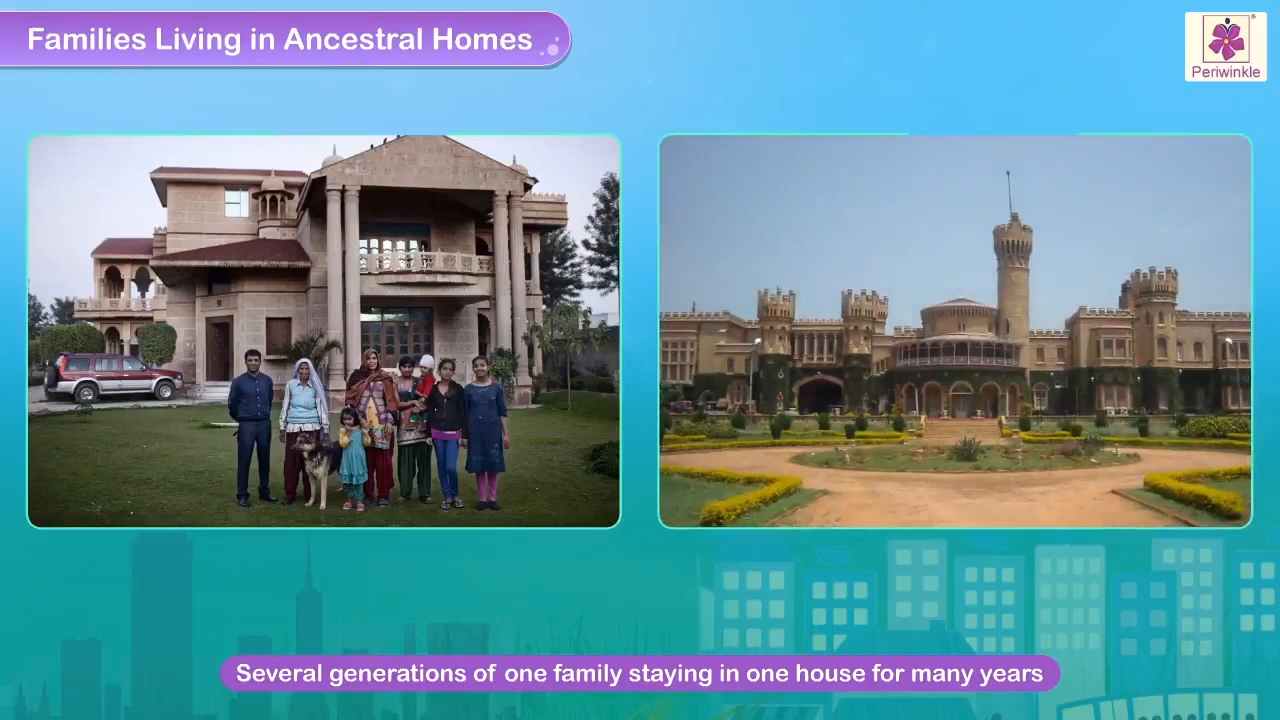 Families Living in Ancestral Homes
Periwinkle
Several generations of one family staying in one house for many years